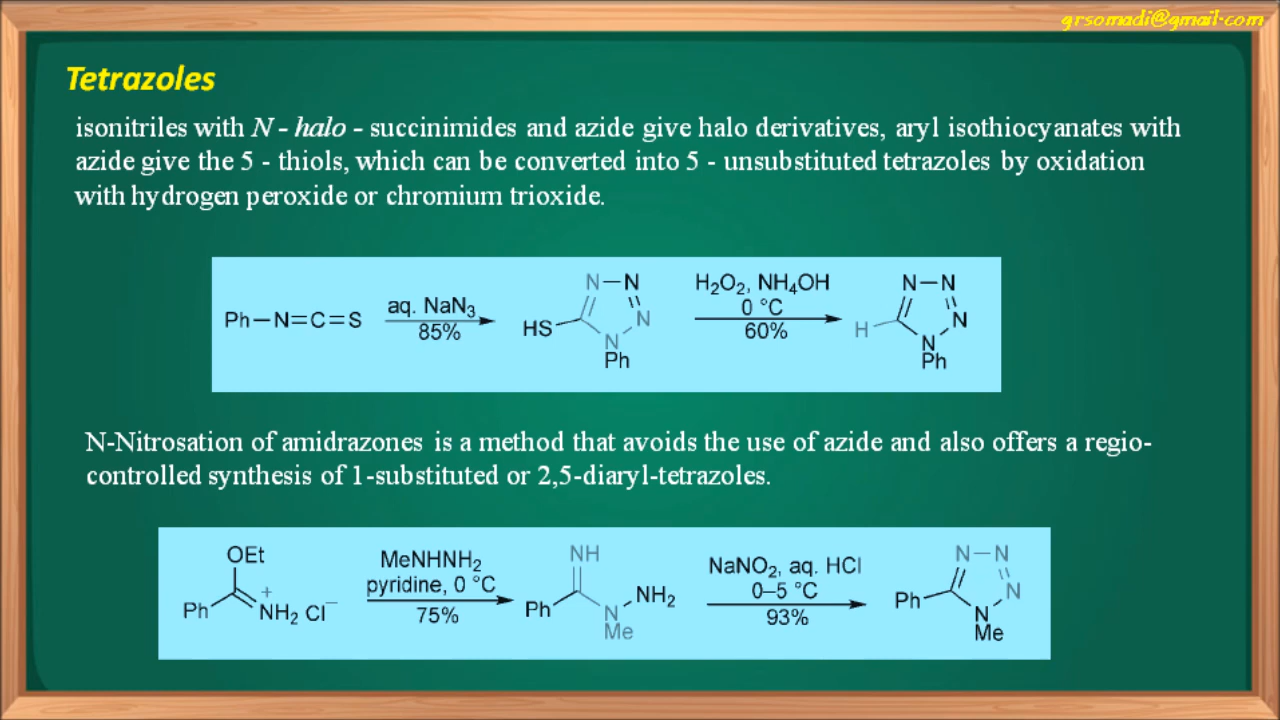 grsomadi@gmail.com
Tetrazoles
isonitriles with N - halo - succinimides and azide give halo derivatives, aryl isothiocyanates with
azide give the 5 - thiols, which can be converted into 5 - unsubstituted tetrazoles by oxidation
with hydrogen peroxide or chromium trioxide.
Ph–N=C=S
aq. NaN3
85%
HS
N–N
N
N
Ph
H2O2, NH4OH
0 °C
60%
H
N–N
N
N
Ph
N-Nitrosation of amidrazones is a method that avoids the use of azide and also offers a regio-
controlled synthesis of 1-substituted or 2,5-diaryl-tetrazoles.
OEt
Ph
+
NH2 Cl–
MeNHNH2
pyridine, 0 °C
75%
NH
Ph
NH2
N
Me
NaNO2, aq. HCl
0–5 °C
93%
N–N
Ph
N
N
Me